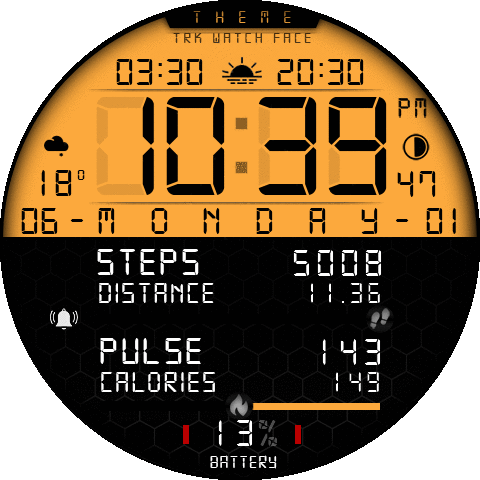 THEME
TRK WATCH FACE
03:30 20:30
10:39 PM
18° 47
06-MONDAY-01
STEPS 5008
DISTANCE 11.36
PULSE 143
CALORIES 149
13%
BATTERY